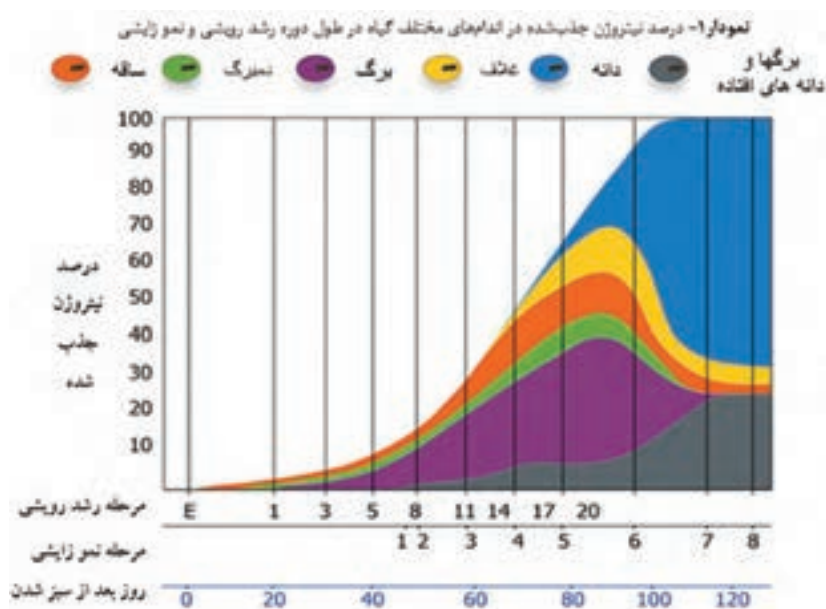 نمودار۱- درصد نیتروژن جذب‌شده در اندام‌های مختلف گیاه در طول دوره رشد رویشی و نمو زایشی
برگها و دانه های افتاده
دانه
غلاف
برگ
دمبرگ
ساقه
100
90
80
70
60
50
40
30
20
10
درصد
نیتروژن
جذب
شده
مرحله رشد رویشی E 1 3 5 8 11 14 17 20
مرحله نمو زایشی 1 2 3 4 5 6 7 8
روز بعد از سبز شدن 0 20 40 60 80 100 120